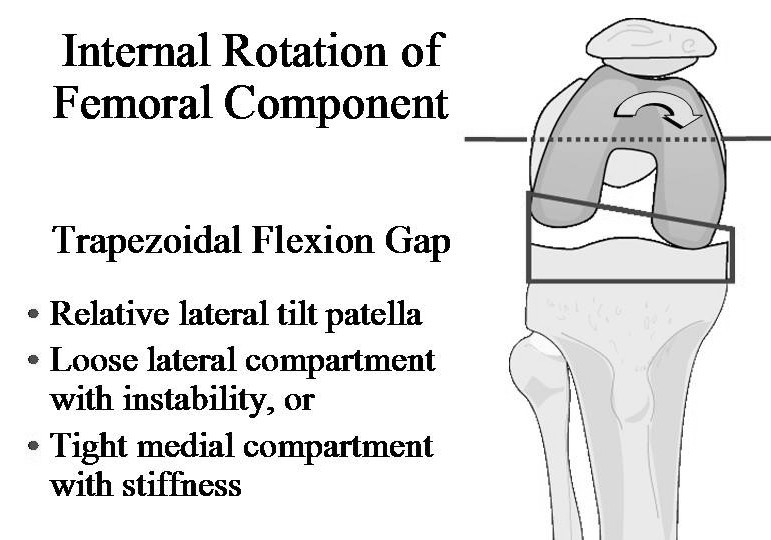 Internal Rotation of
Femoral Component
Trapezoidal Flexion Gap
• Relative lateral tilt patella
• Loose lateral compartment
with instability, or
• Tight medial compartment
with stiffness